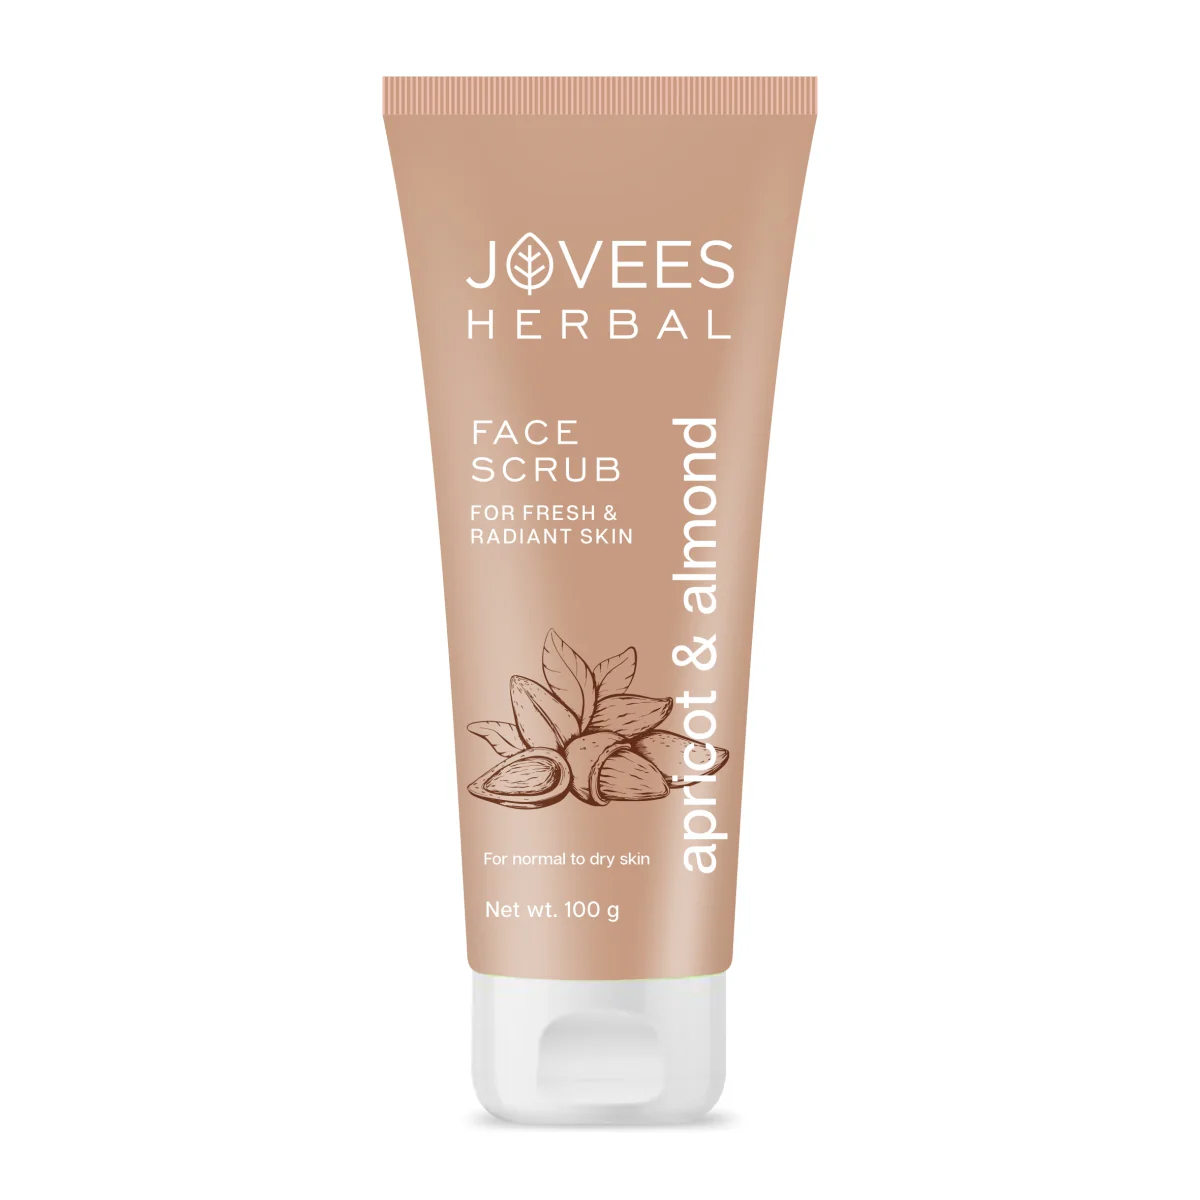 JOVEES
HERBAL
FACE
SCRUB
FOR FRESH &
RADIANT SKIN
apricot & almond
For normal to dry skin
Net wt. 100 g